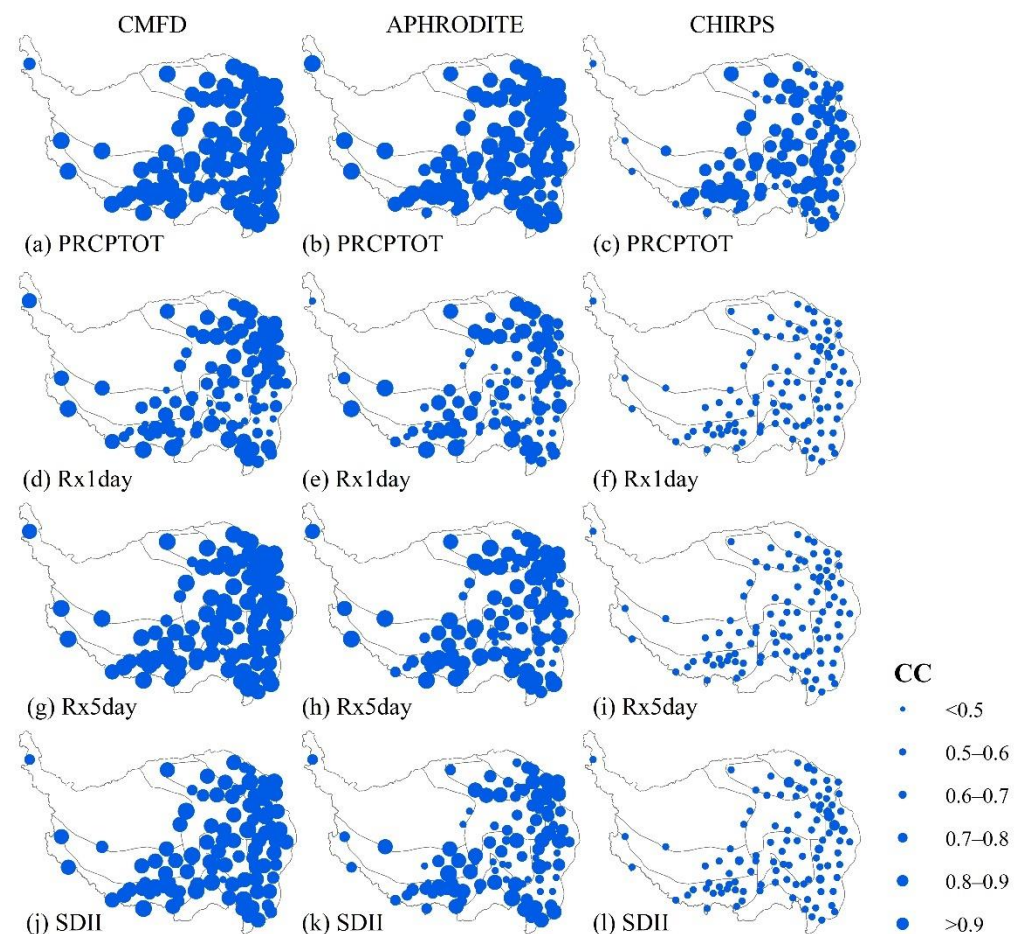 CMFD APHRODITE CHIRPS
(a) PRCPTOT (b) PRCPTOT (c) PRCPTOT
(d) Rx1day (e) Rx1day (f) Rx1day
(g) Rx5day (h) Rx5day (i) Rx5day
(j) SDII (k) SDII (l) SDII
CC
<0.5
0.5–0.6
0.6–0.7
0.7–0.8
0.8–0.9
>0.9